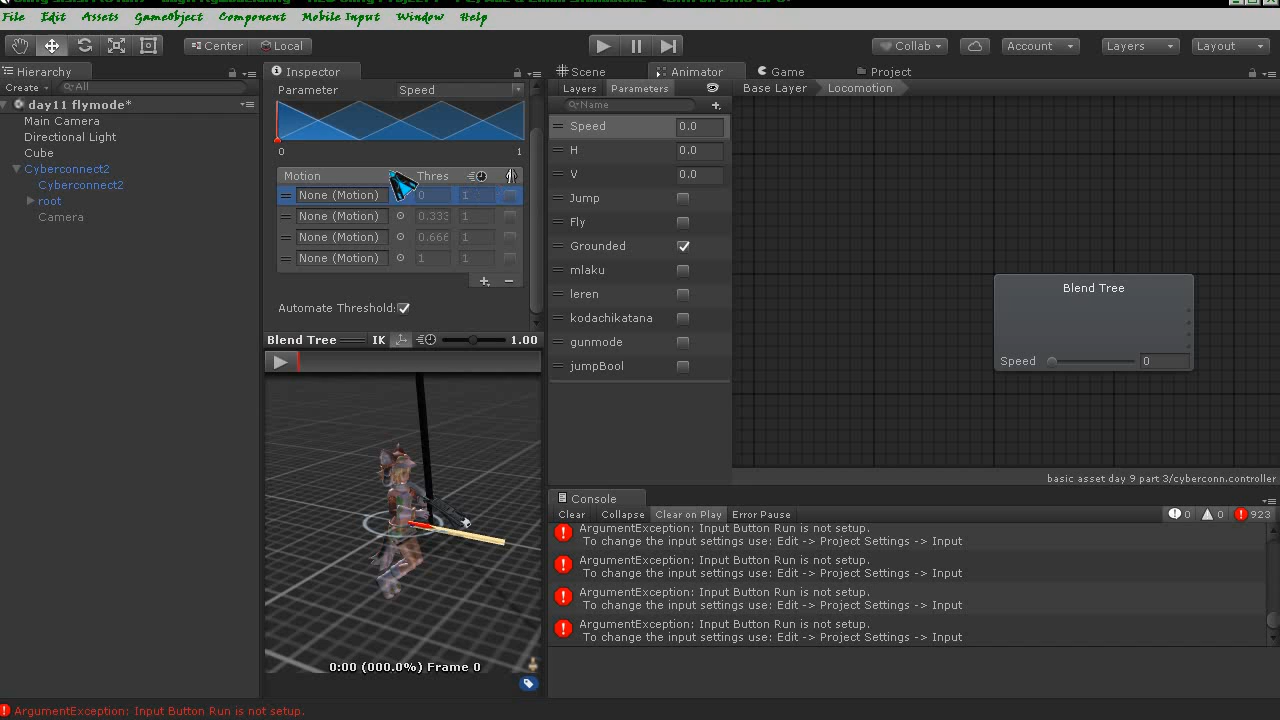 File Edit Assets GameObject Component Mobile Input Window Help
Center Local Collab Account Layers Layout
Hierarchy Inspector Scene Animator Game Project
Create All
day11 flymode*
Main Camera
Directional Light
Cube
Cyberconnect2
Cyberconnect2
root
Camera
Parameter Speed
0 1
Motion Thres
None (Motion) 0 1
None (Motion) 0.333 1
None (Motion) 0.666 1
None (Motion) 1 1
Automate Threshold:
Blend Tree IK 1.00
0:00 (000.0%) Frame 0
Layers Parameters
Name
Speed 0.0
H 0.0
V 0.0
Jump
Fly
Grounded
mlaku
leren
kodachikatana
gunmode
jumpBool
Base Layer Locomotion
Blend Tree
Speed 0
basic asset day 9 part 3/cyberconn.controller
Console
Clear Collapse Clear on Play Error Pause 0 0 923
ArgumentException: Input Button Run is not setup.
To change the input settings use: Edit -> Project Settings -> Input
ArgumentException: Input Button Run is not setup.
To change the input settings use: Edit -> Project Settings -> Input
ArgumentException: Input Button Run is not setup.
To change the input settings use: Edit -> Project Settings -> Input
ArgumentException: Input Button Run is not setup.
To change the input settings use: Edit -> Project Settings -> Input
ArgumentException: Input Button Run is not setup.